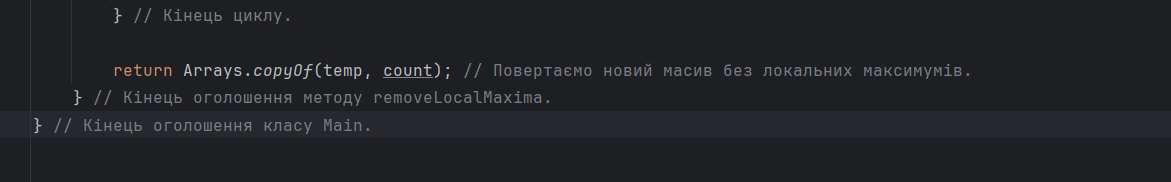 } // Кінець циклу.
return Arrays.copyOf(temp, count); // Повертаємо новий масив без локальних максимумів.
} // Кінець оголошення методу removeLocalMaxima.
} // Кінець оголошення класу Main.